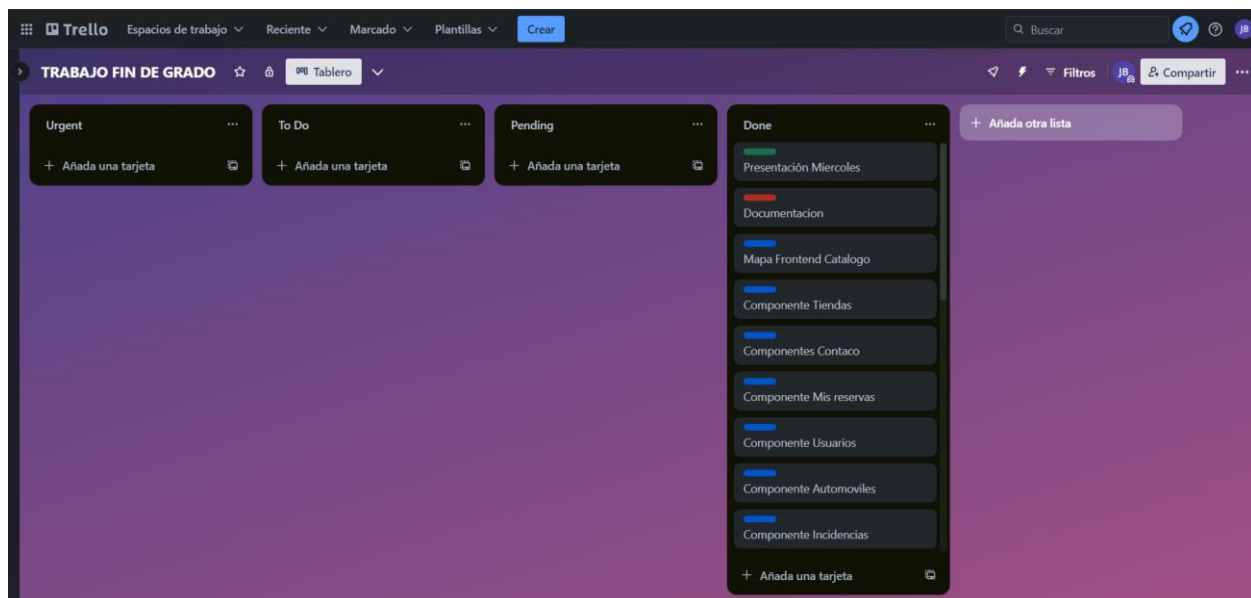 Trello Espacios de trabajo Reciente Marcado Plantillas Crear Buscar JB
TRABAJO FIN DE GRADO Tablero Filtros JB Compartir
Urgent
+ Añada una tarjeta
To Do
+ Añada una tarjeta
Pending
+ Añada una tarjeta
Done
Presentación Miercoles
Documentacion
Mapa Frontend Catalogo
Componente Tiendas
Componentes Contaco
Componente Mis reservas
Componente Usuarios
Componente Automoviles
Componente Incidencias
+ Añada una tarjeta
+ Añada otra lista